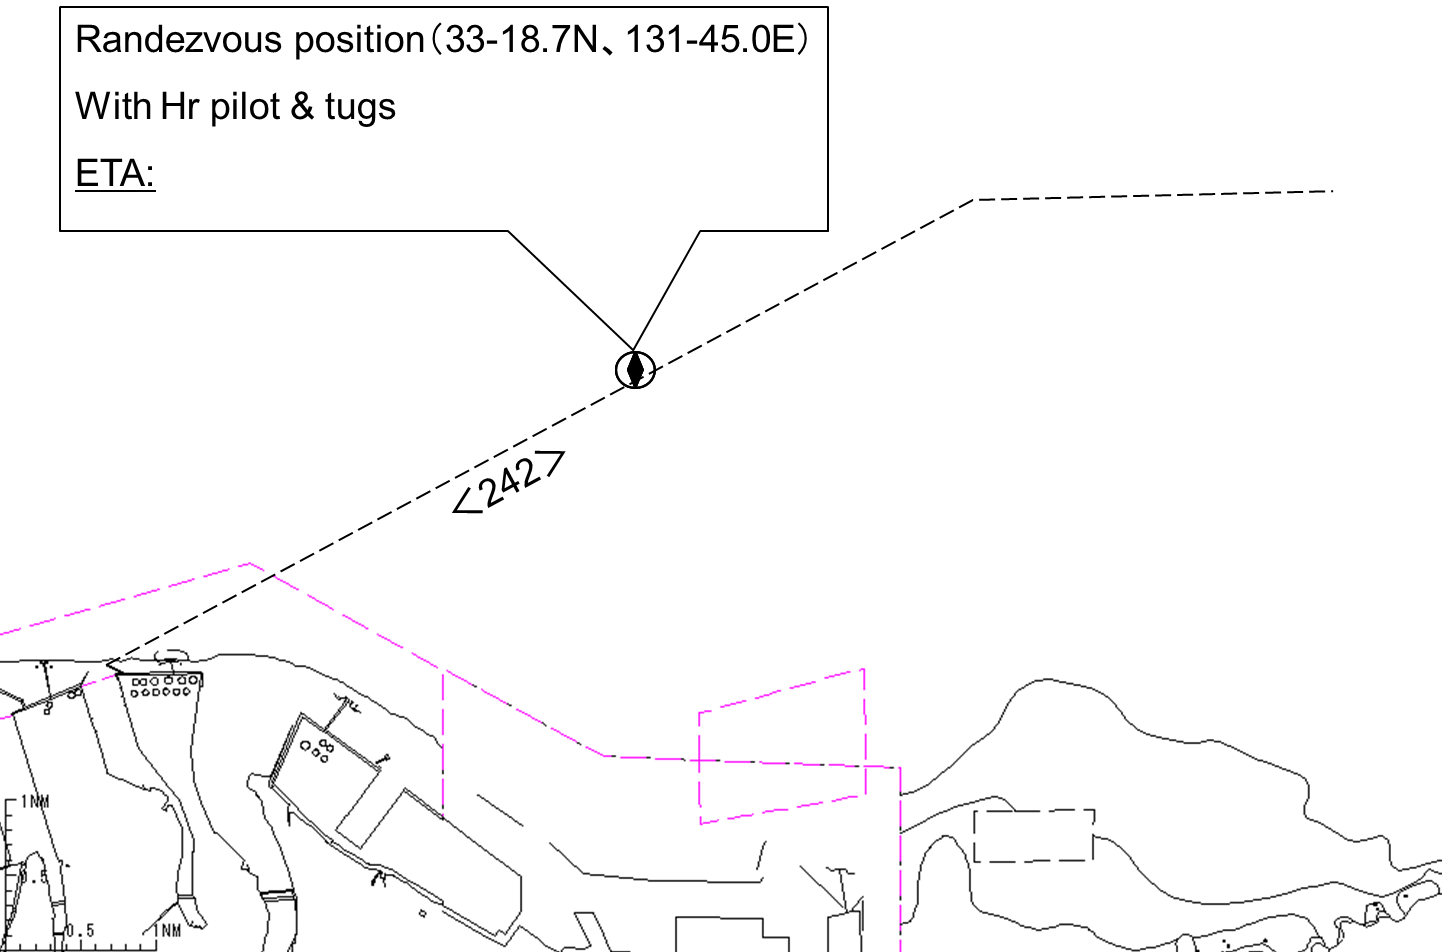 Randezvous position（33-18.7N、131-45.0E）
With Hr pilot & tugs
ETA:
<242>
1NM
0.5
0.5
1NM